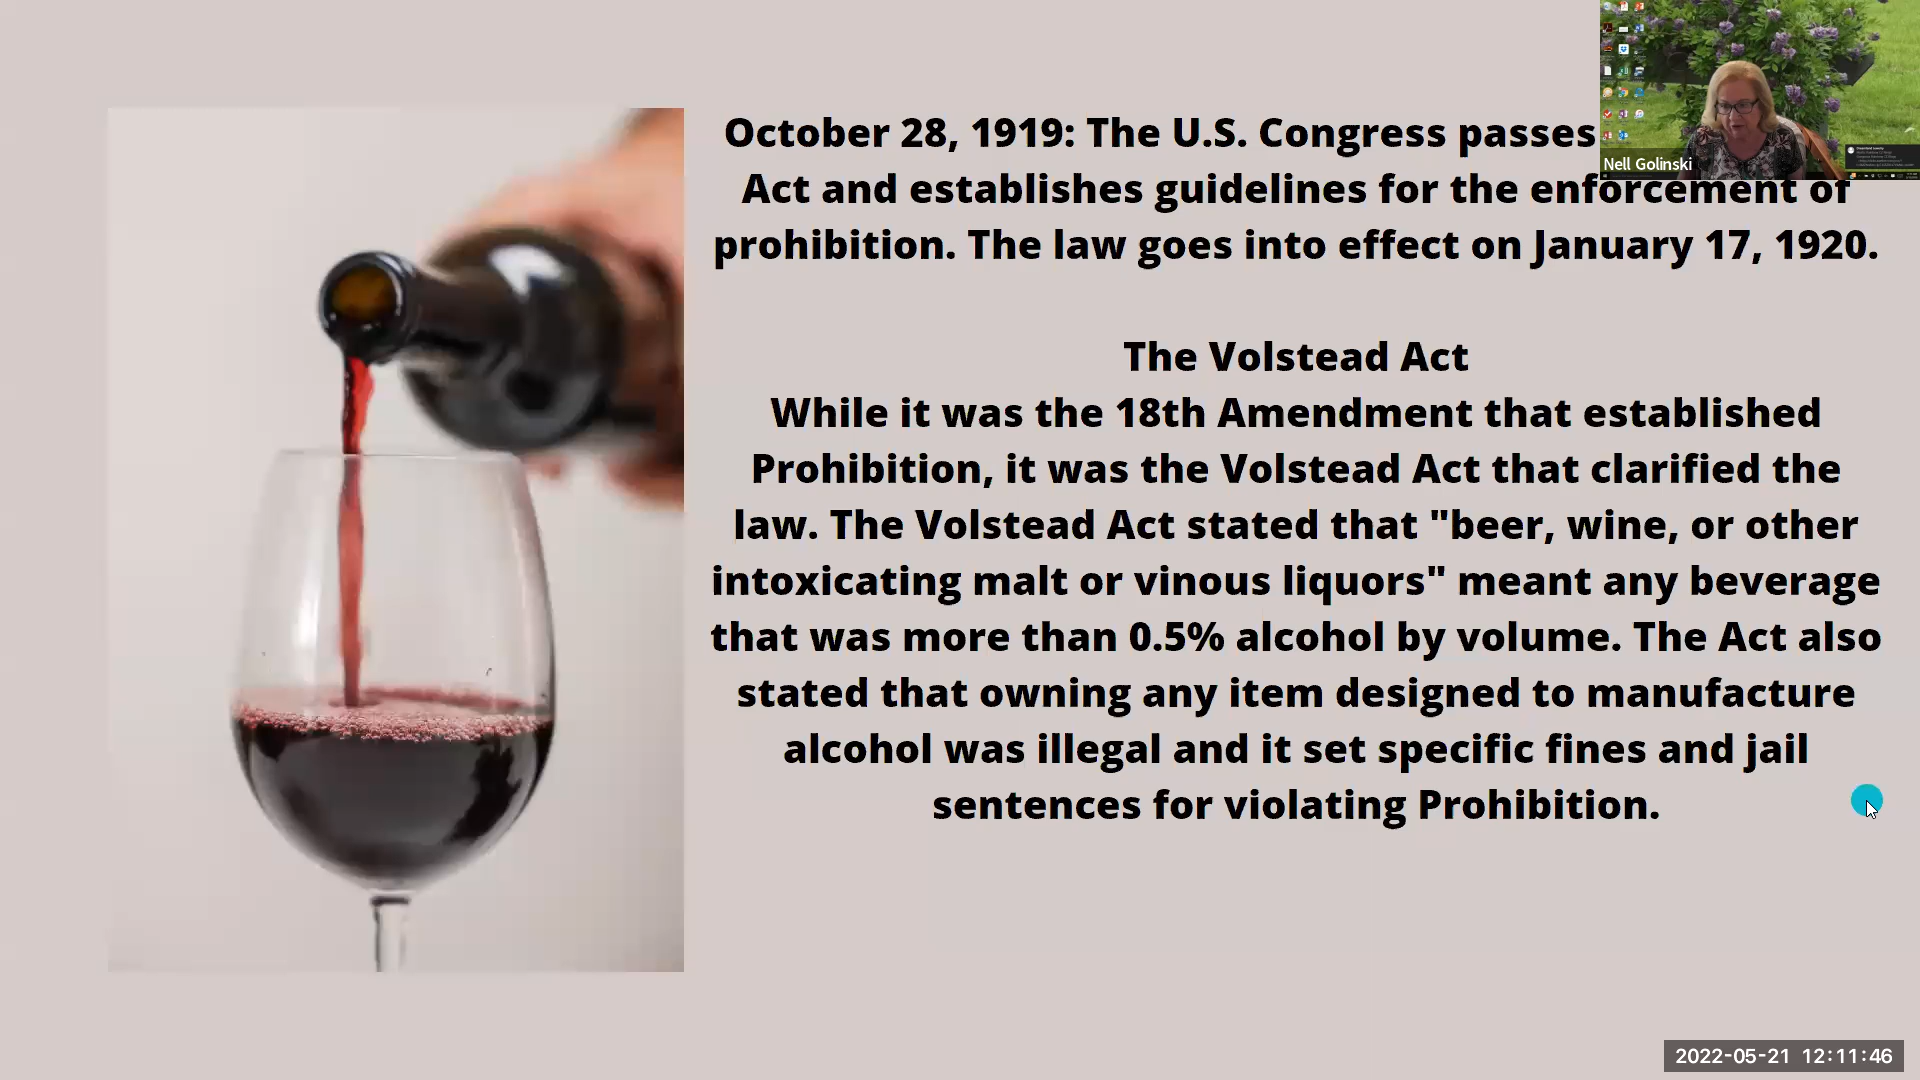 October 28, 1919: The U.S. Congress passes
Nell Golinski
Act and establishes guidelines for the enforcement of
prohibition. The law goes into effect on January 17, 1920.
The Volstead Act
While it was the 18th Amendment that established
Prohibition, it was the Volstead Act that clarified the
law. The Volstead Act stated that "beer, wine, or other
intoxicating malt or vinous liquors" meant any beverage
that was more than 0.5% alcohol by volume. The Act also
stated that owning any item designed to manufacture
alcohol was illegal and it set specific fines and jail
sentences for violating Prohibition.
2022-05-21 12:11:46